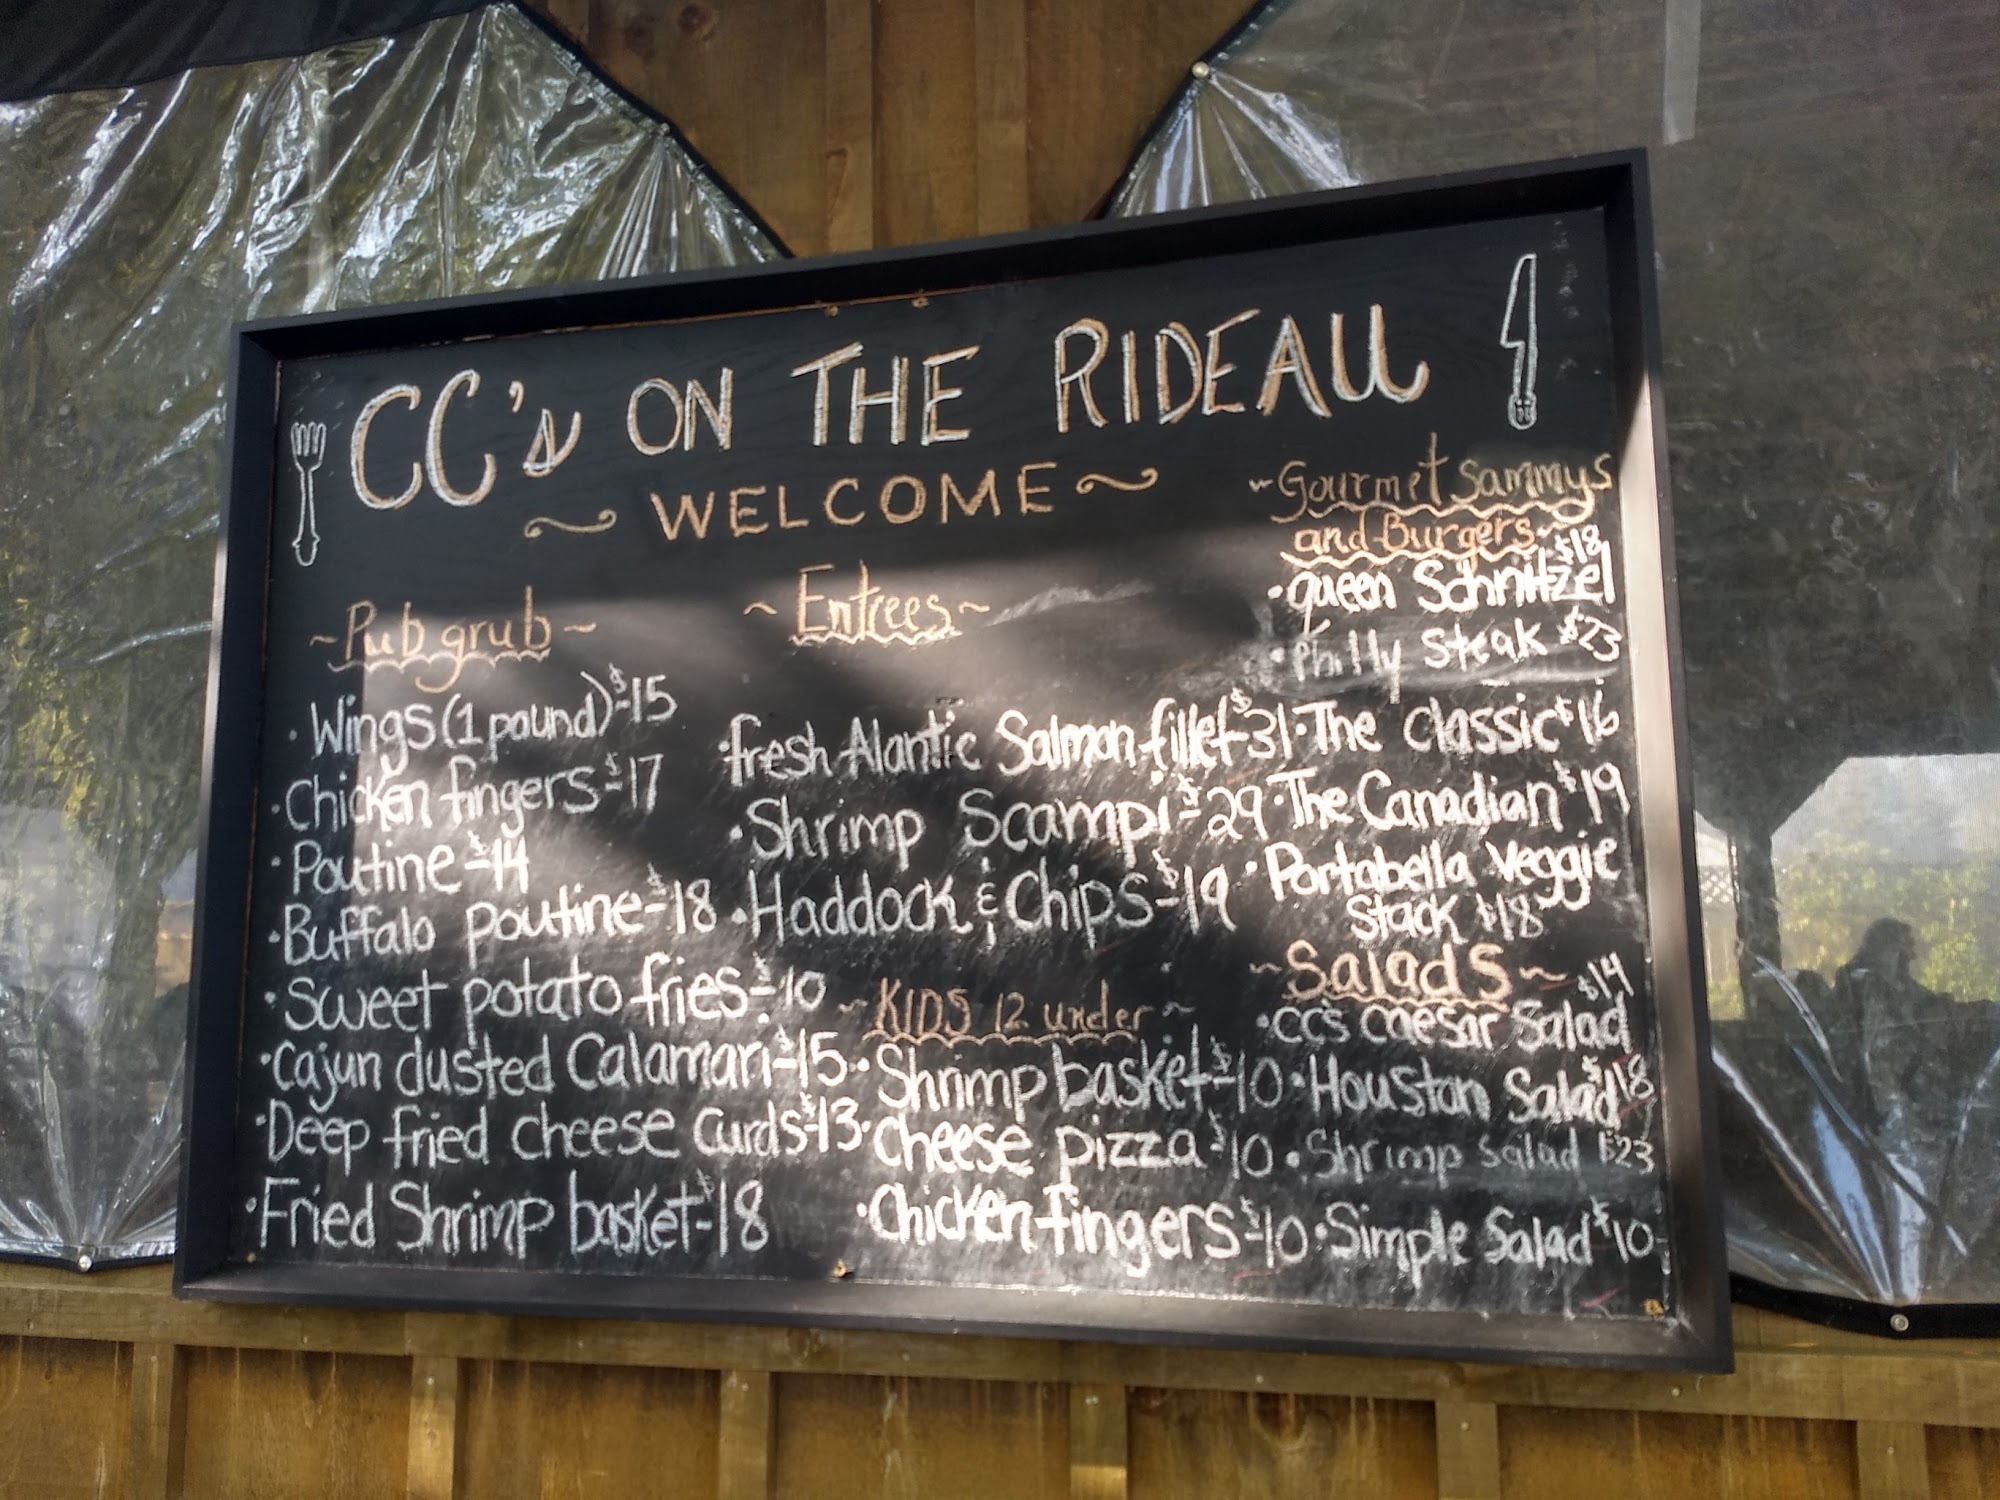 CC's ON THE RIDEAU
~WELCOME~
~Pub grub~
• Wings (1 pound) - $15
• Chicken fingers - $17
• Poutine - $14
• Buffalo poutine - $18
• Sweet potato fries - $10
• Cajun dusted Calamari - $15
• Deep fried cheese Curds - $13
• Fried Shrimp basket - $18
~Entrees~
• fresh Alantic Salmon fillet - $31
• Shrimp Scampi - $29
• Haddock & Chips - $19
~KIDS 12 under~
• Shrimp basket - $10
• Cheese pizza - $10
• Chicken fingers - $10
~Gourmet Sammys
and Burgers~
• queen Schnitzel $18
• Philly Steak $23
• The classic $16
• The Canadian $19
• Portabella Veggie
Stack $18
~Salads~
• CC's caesar Salad $14
• Houston Salad $18
• Shrimp Salad $23
• Simple Salad $10